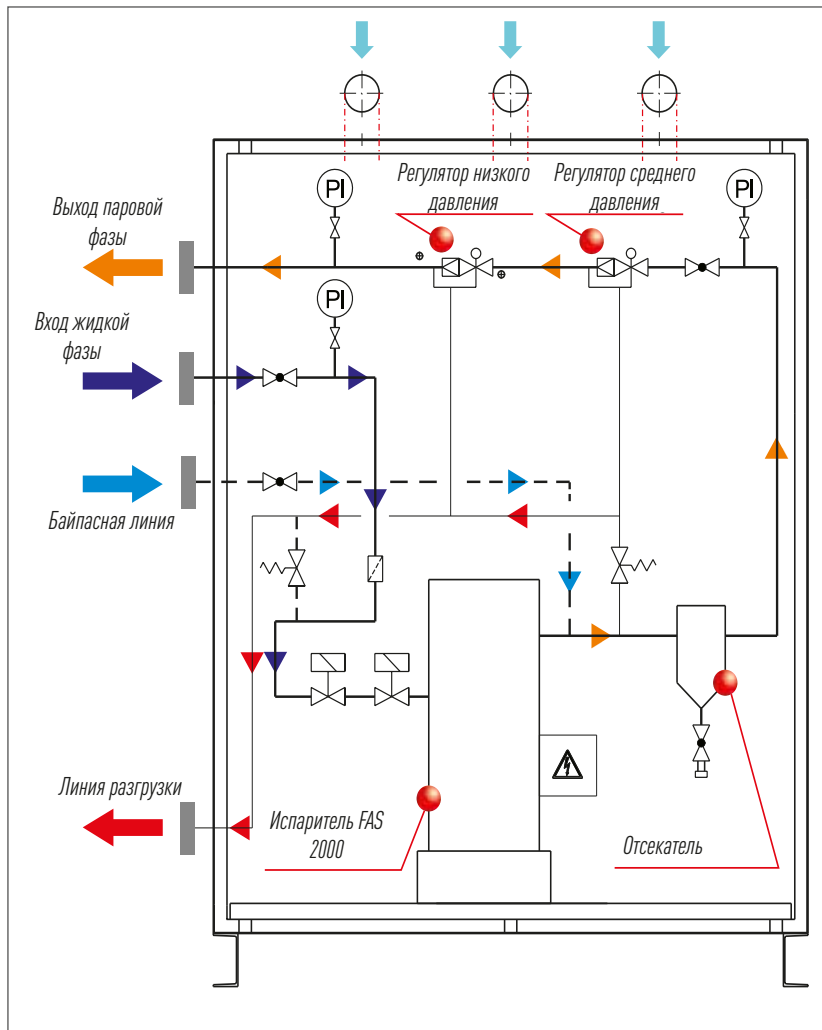 Регулятор низкого
давления
Регулятор среднего
давления
PI
PI
Выход паровой
фазы
PI
Вход жидкой
фазы
Байпасная линия
Линия разгрузки
Испаритель FAS
2000
Отсекатель